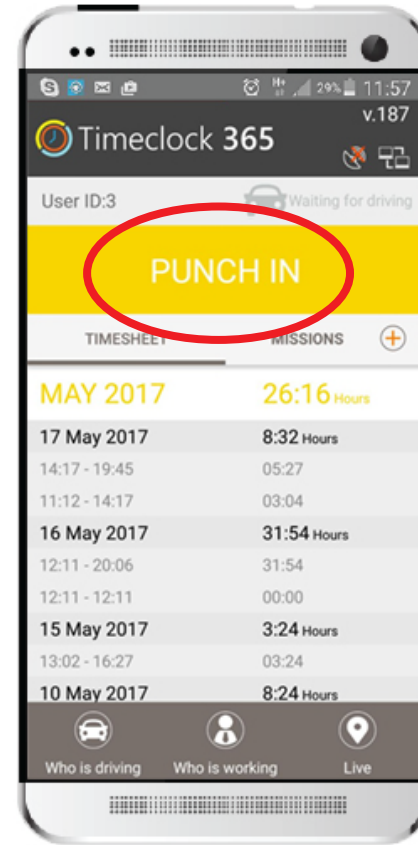 29% 11:57
v.187
Timeclock 365
User ID:3 Waiting for driving
PUNCH IN
TIMESHEET MISSIONS
MAY 2017 26:16 Hours
17 May 2017 8:32 Hours
14:17 - 19:45 05:27
11:12 - 14:17 03:04
16 May 2017 31:54 Hours
12:11 - 20:06 31:54
12:11 - 12:11 00:00
15 May 2017 3:24 Hours
13:02 - 16:27 03:24
10 May 2017 8:24 Hours
Who is driving Who is working Live